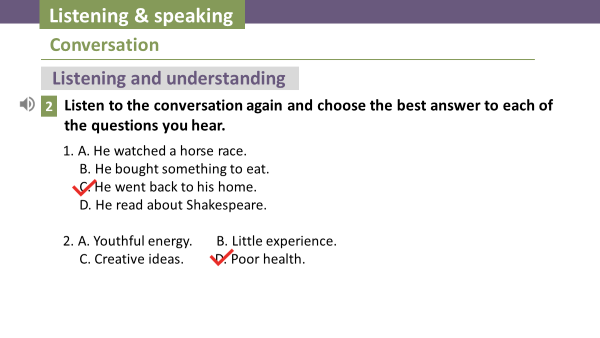 Listening & speaking
Conversation
Listening and understanding
2 Listen to the conversation again and choose the best answer to each of
the questions you hear.
1. A. He watched a horse race.
B. He bought something to eat.
C. He went back to his home.
D. He read about Shakespeare.
2. A. Youthful energy. B. Little experience.
C. Creative ideas. D. Poor health.